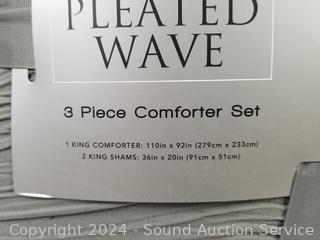 PLEATED
WAVE
3 Piece Comforter Set
1 KING COMFORTER: 110in x 92in (279cm x 233cm)
2 KING SHAMS: 36in x 20in (91cm x 51cm)
Copyright 2024 - Sound Auction Service